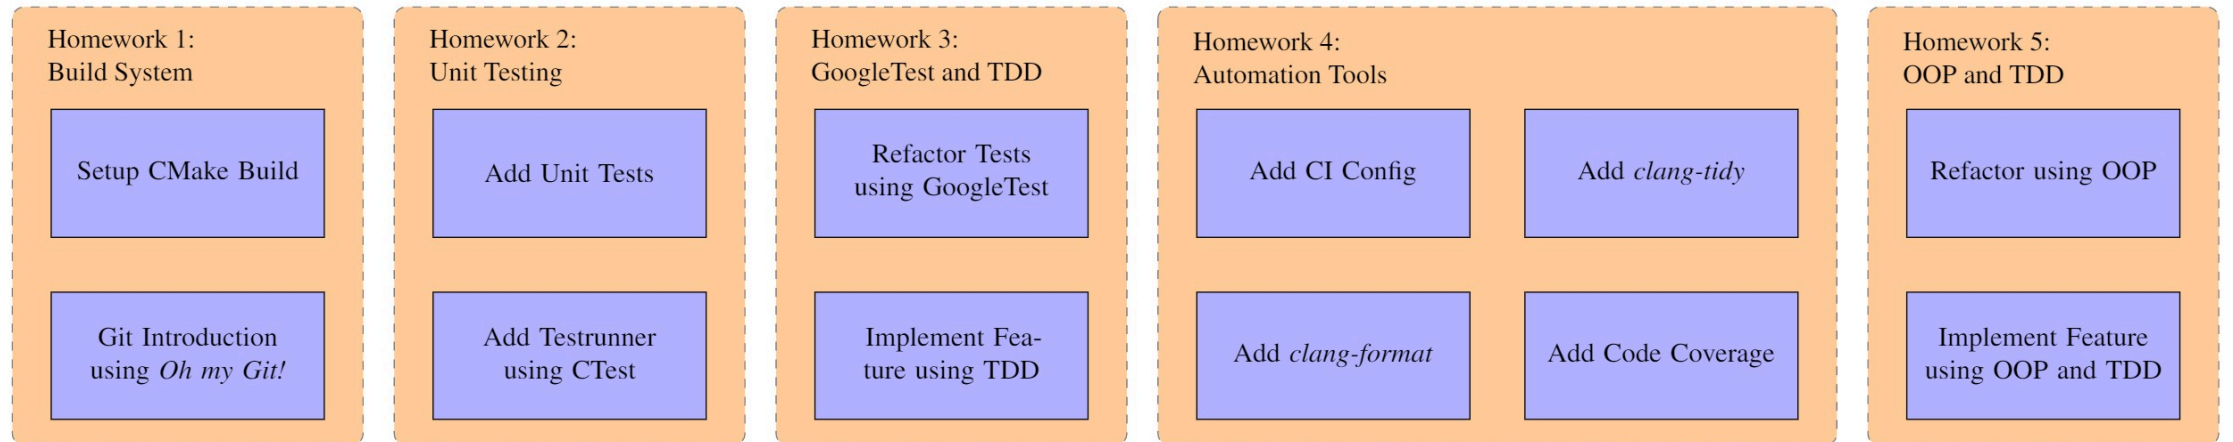 Homework 1:
Build System
Setup CMake Build
Git Introduction
using Oh my Git!
Homework 2:
Unit Testing
Add Unit Tests
Add Testrunner
using CTest
Homework 3:
GoogleTest and TDD
Refactor Tests
using GoogleTest
Implement Fea-
ture using TDD
Homework 4:
Automation Tools
Add CI Config
Add clang-tidy
Add clang-format
Add Code Coverage
Homework 5:
OOP and TDD
Refactor using OOP
Implement Feature
using OOP and TDD